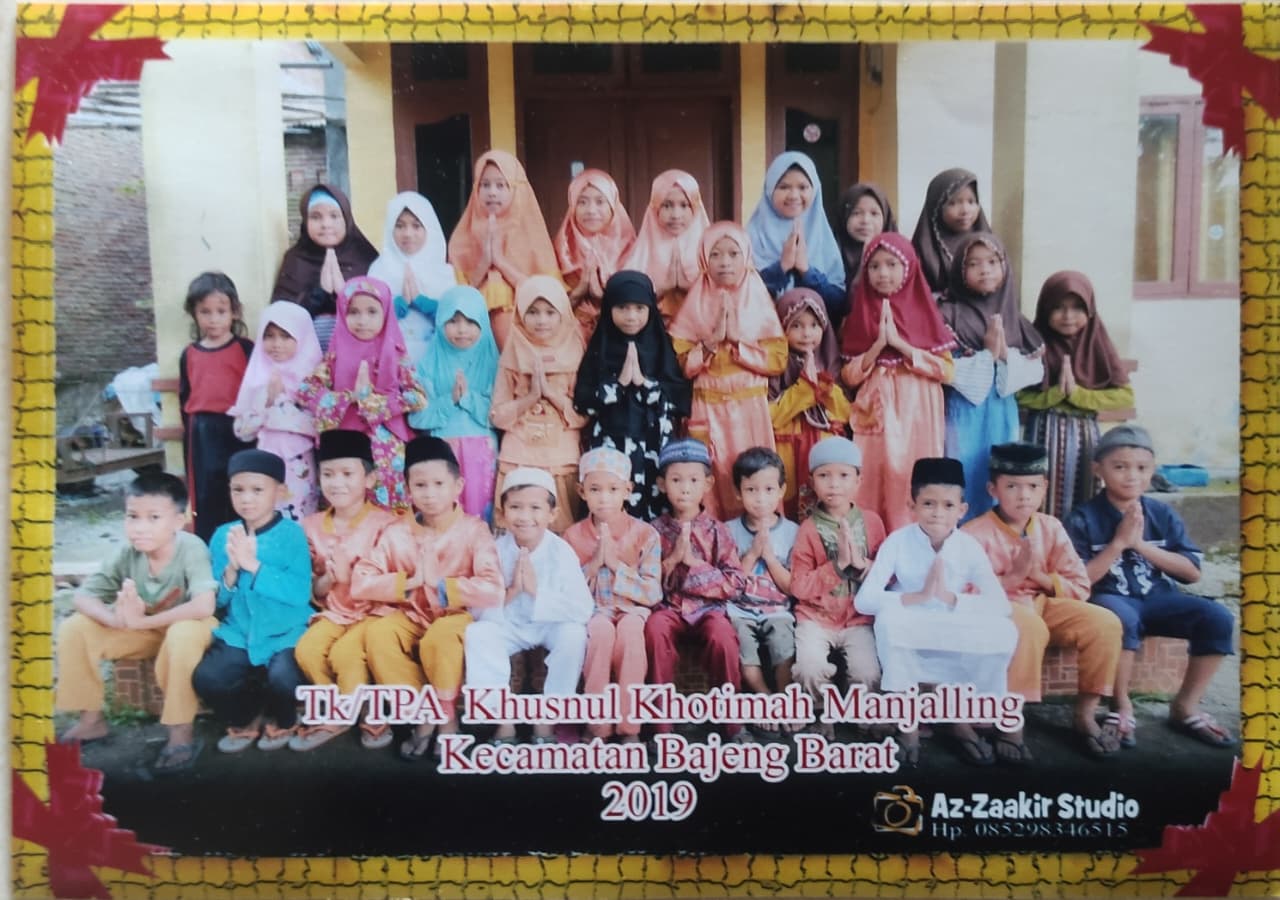 Tk/TPA Khusnul Khotimah Manjalling
Kecamatan Bajeng Barat
2019
Az-Zaakir Studio
Hp. 085298346515